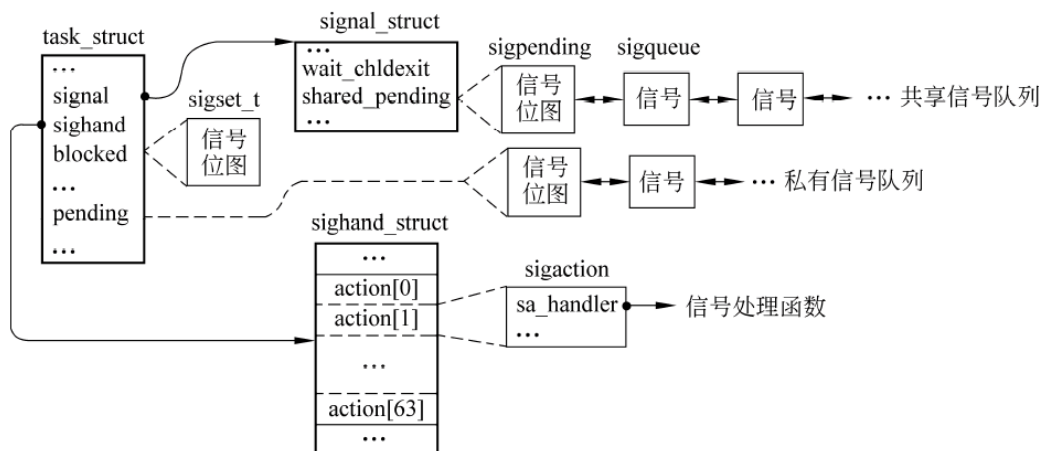 task_struct
…
signal
sighand
blocked
…
pending
…
sigset_t
信号
位图
signal_struct
…
wait_chldexit
shared_pending
…
sigpending
信号
位图
sigqueue
信号
信号
… 共享信号队列
信号
位图
信号
… 私有信号队列
sighand_struct
…
action[0]
action[1]
…
action[63]
…
sigaction
sa_handler
…
信号处理函数